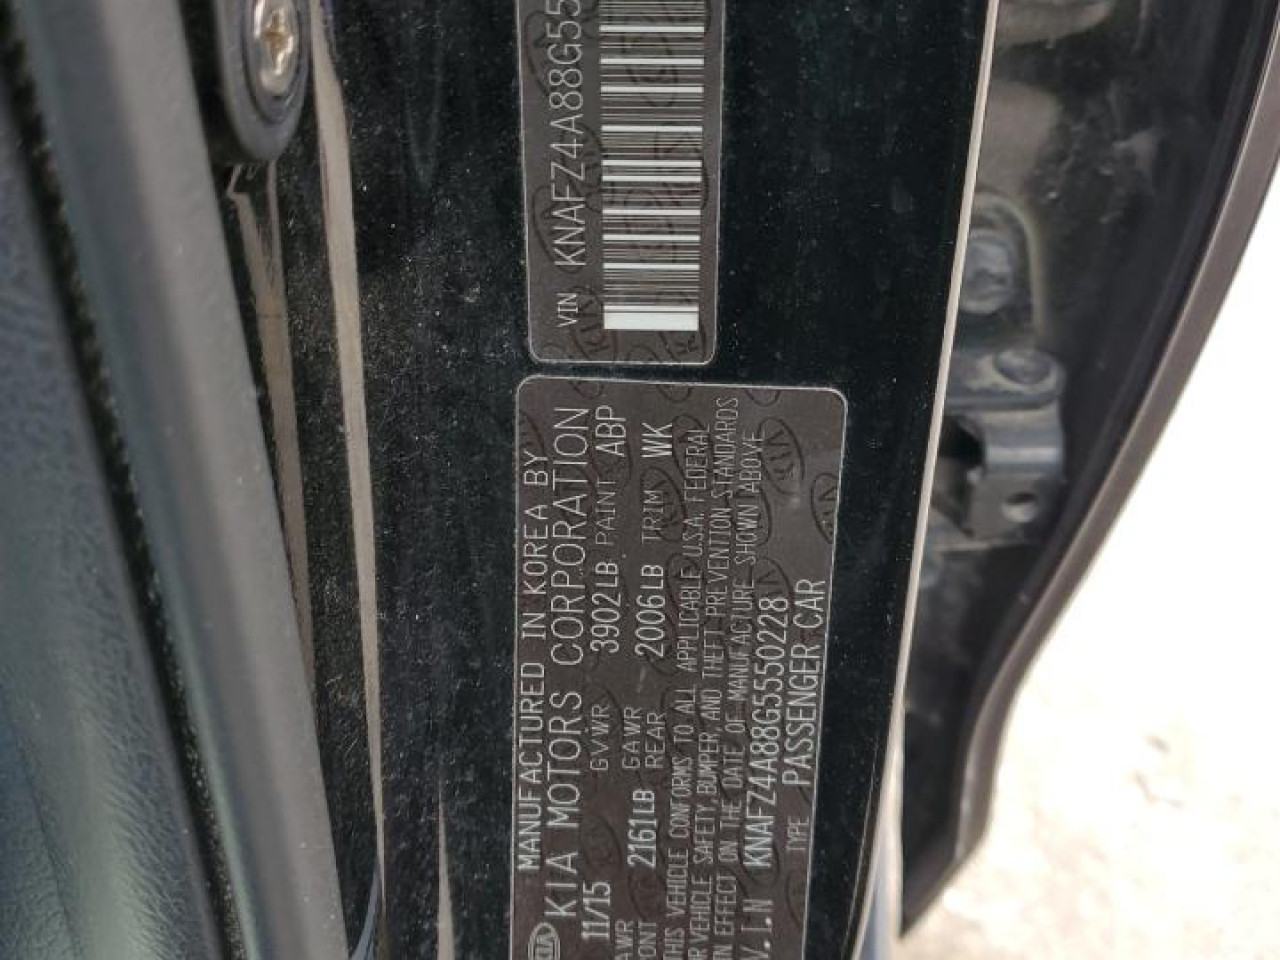 VIN KNAFZ4A88G55
MANUFACTURED IN KOREA BY
KIA KIA MOTORS CORPORATION
11/15 GVWR 3902LB PAINT ABP
GAWR
2161LB GAWR REAR 2006LB TRIM WK
THIS VEHICLE CONFORMS TO ALL APPLICABLE U.S.A. FEDERAL
VEHICLE SAFETY, BUMPER, AND THEFT PREVENTION STANDARDS
IN EFFECT ON THE DATE OF MANUFACTURE SHOWN ABOVE
V.I.N KNAFZ4A88G5550228
TYPE PASSENGER CAR